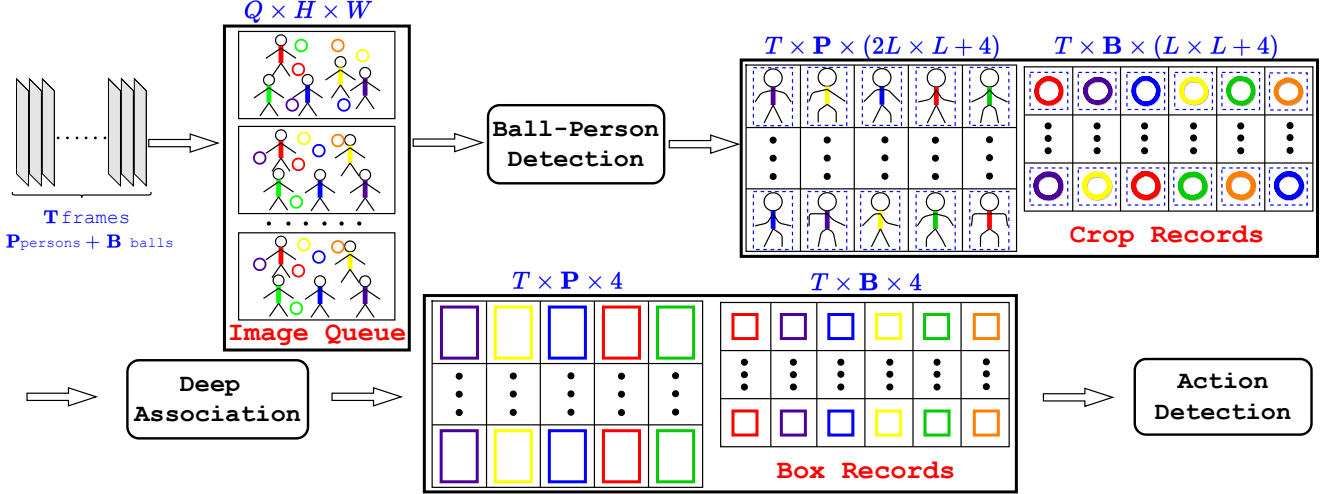 Q × H × W
T × P × (2L × L + 4)
T × B × (L × L + 4)
Ball-Person
Detection
T frames
Ppersons + B balls
Crop Records
Image Queue
T × P × 4
T × B × 4
Deep
Association
Action
Detection
Box Records